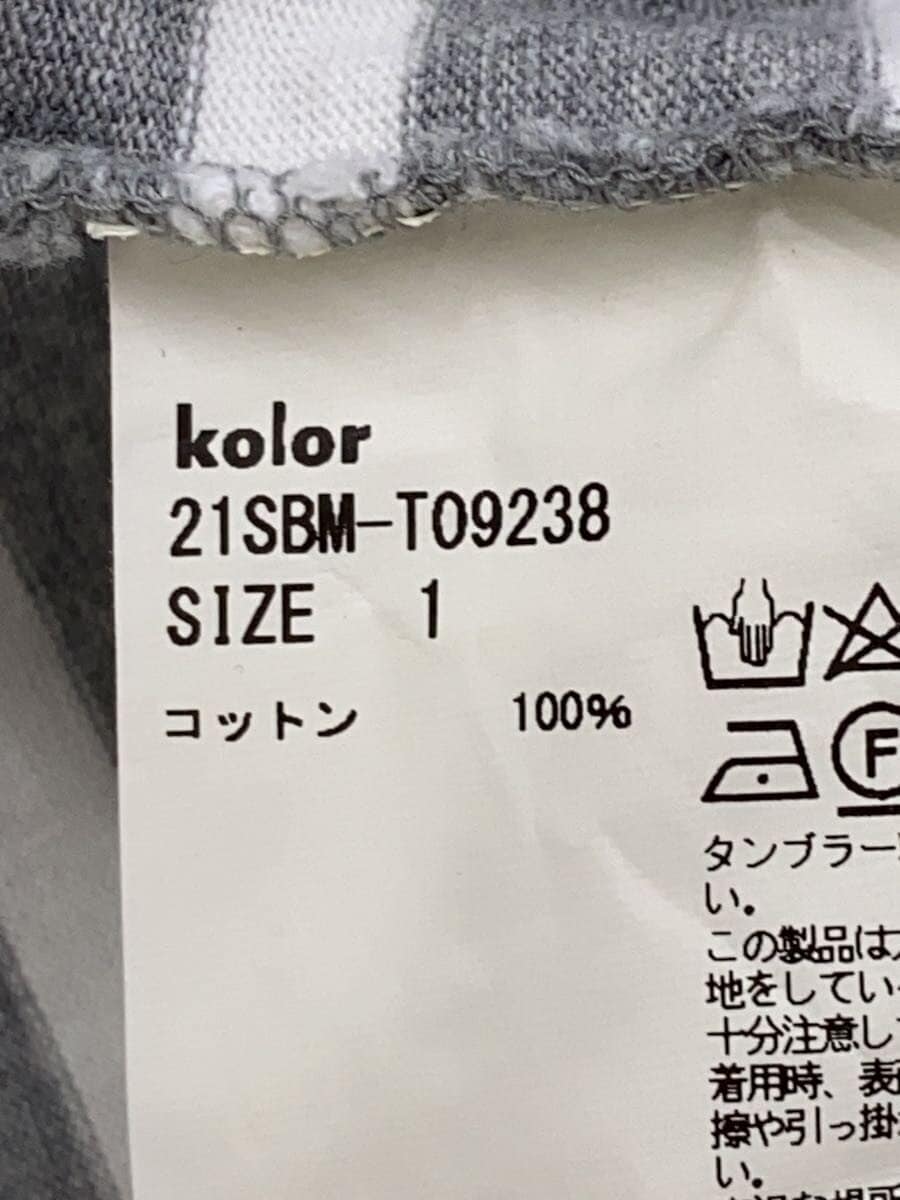 kolor
21SBM-T09238
SIZE 1
コットン 100%
F
タンブラー
い。
この製品は
地をしてい
十分注意し
着用時、表
擦や引っ掛
い。